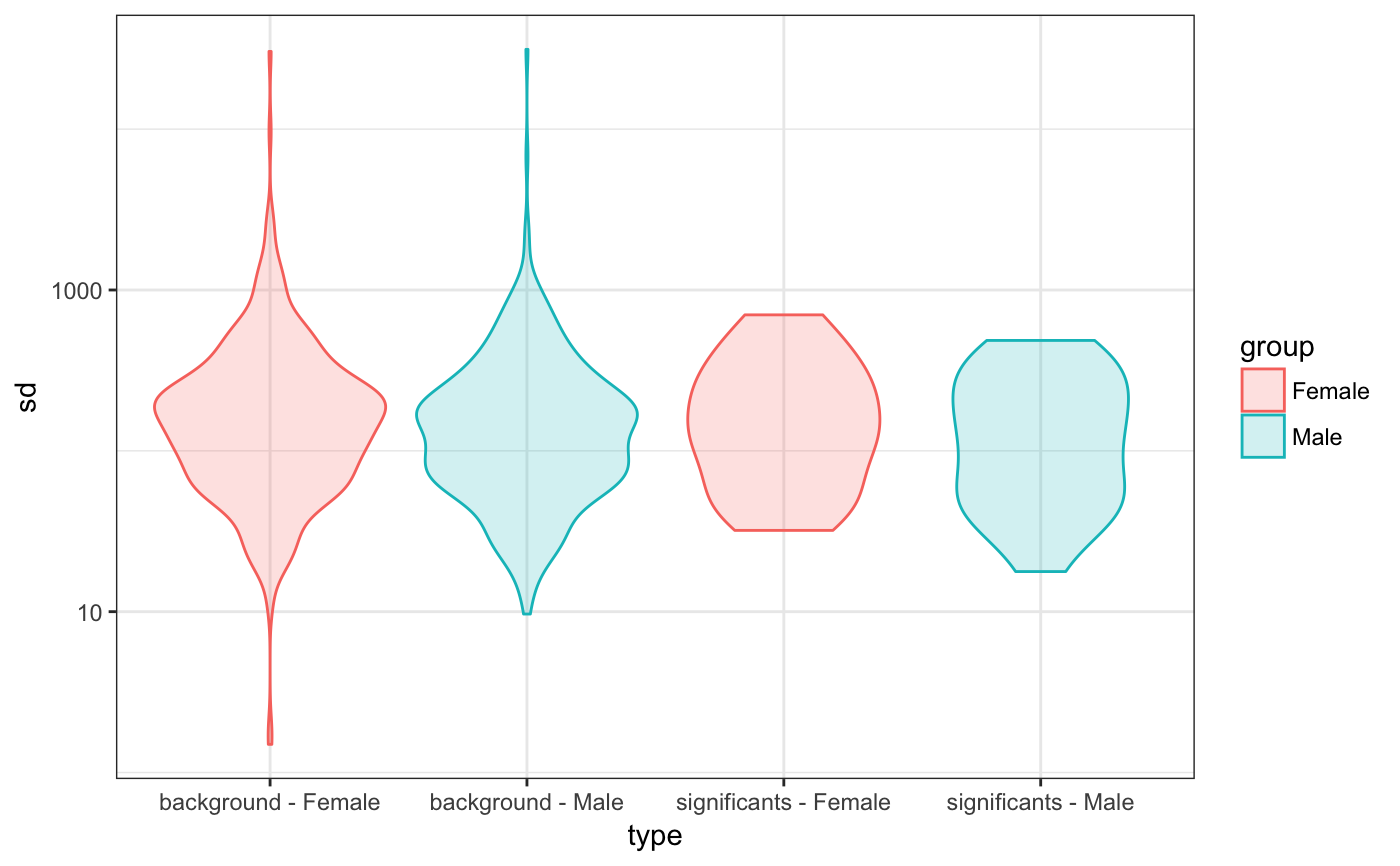 sd
1000
10
background - Female
background - Male
significants - Female
significants - Male
type
group
Female
Male